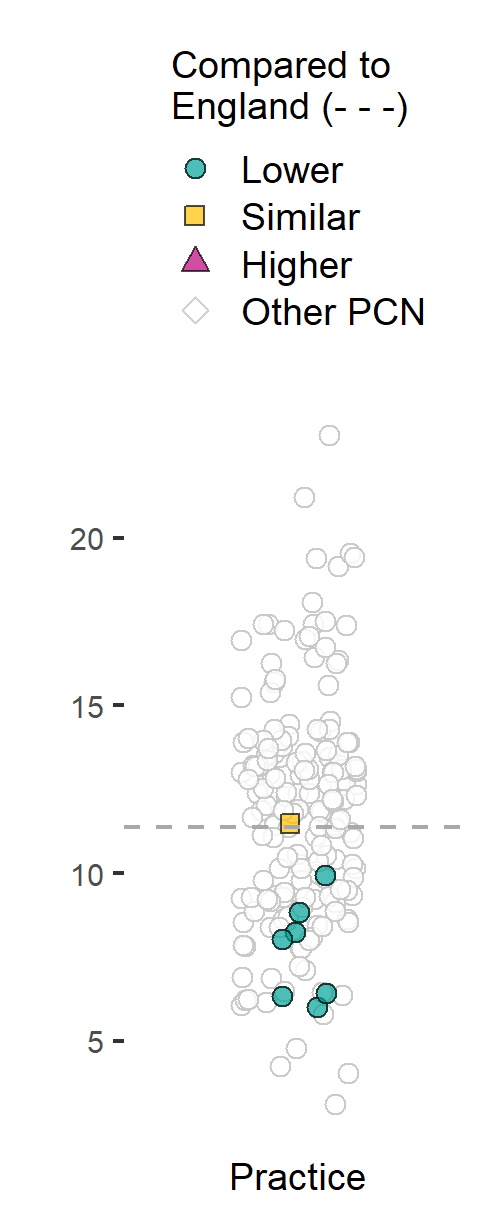 Compared to
England (- - -)
Lower
Similar
Higher
Other PCN
20
15
10
5
Practice